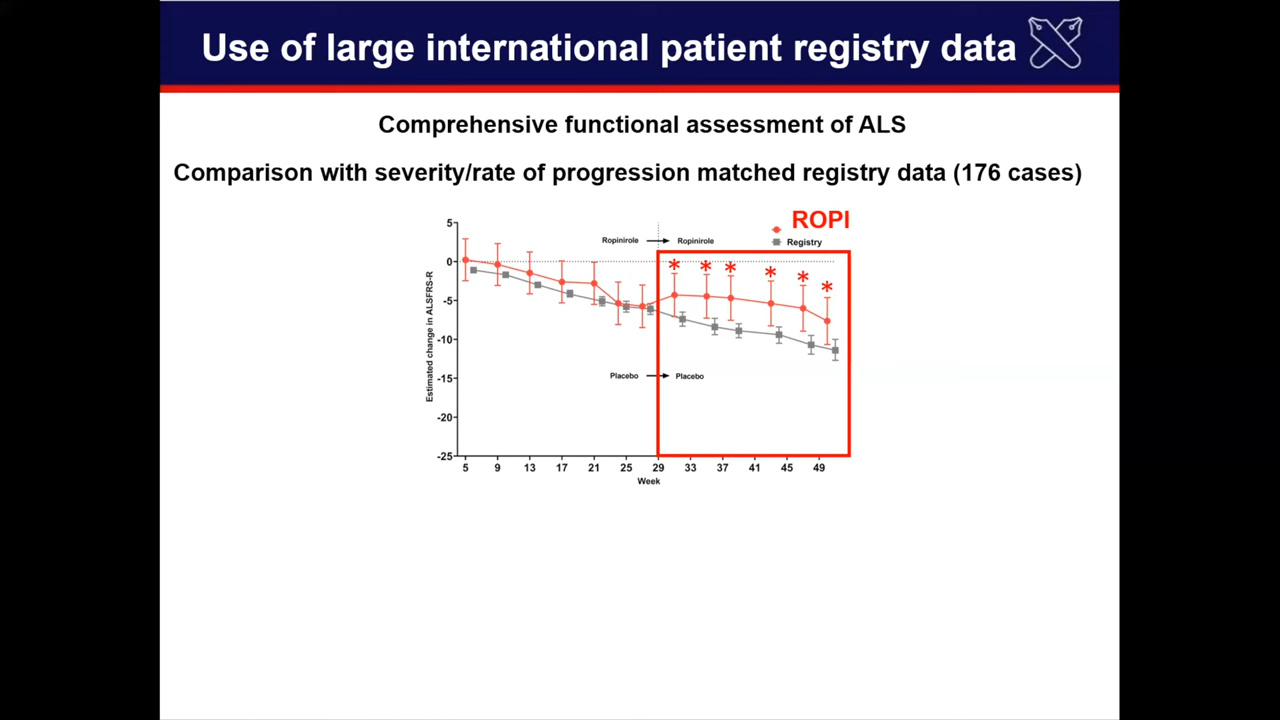 Use of large international patient registry data
Comprehensive functional assessment of ALS
Comparison with severity/rate of progression matched registry data (176 cases)
ROPI
Registry
Ropinirole Ropinirole
* * * * * *
Placebo Placebo
Estimated change in ALSFRS-R
5
0
-5
-10
-15
-20
-25
5 9 13 17 21 25 29 33 37 41 45 49
Week